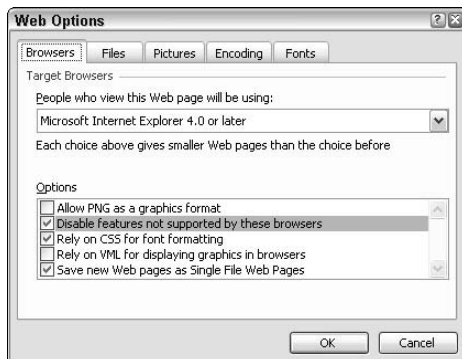 Web Options
Browsers Files Pictures Encoding Fonts
Target Browsers
People who view this Web page will be using:
Microsoft Internet Explorer 4.0 or later
Each choice above gives smaller Web pages than the choice before
Options
Allow PNG as a graphics format
Disable features not supported by these browsers
Rely on CSS for font formatting
Rely on VML for displaying graphics in browsers
Save new Web pages as Single File Web Pages
OK Cancel